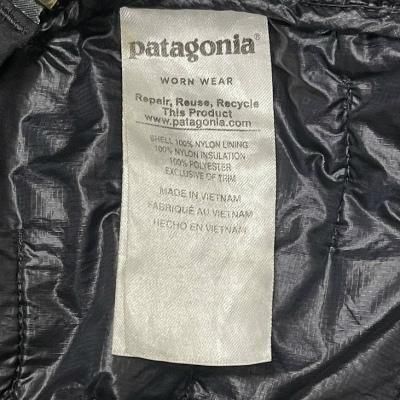 patagonia®
WORN WEAR
Repair, Reuse, Recycle
This Product
www.patagonia.com
SHELL 100% NYLON LINING
100% NYLON INSULATION
100% POLYESTER
EXCLUSIVE OF TRIM
MADE IN VIETNAM
FABRIQUÉ AU VIETNAM
HECHO EN VIETNAM